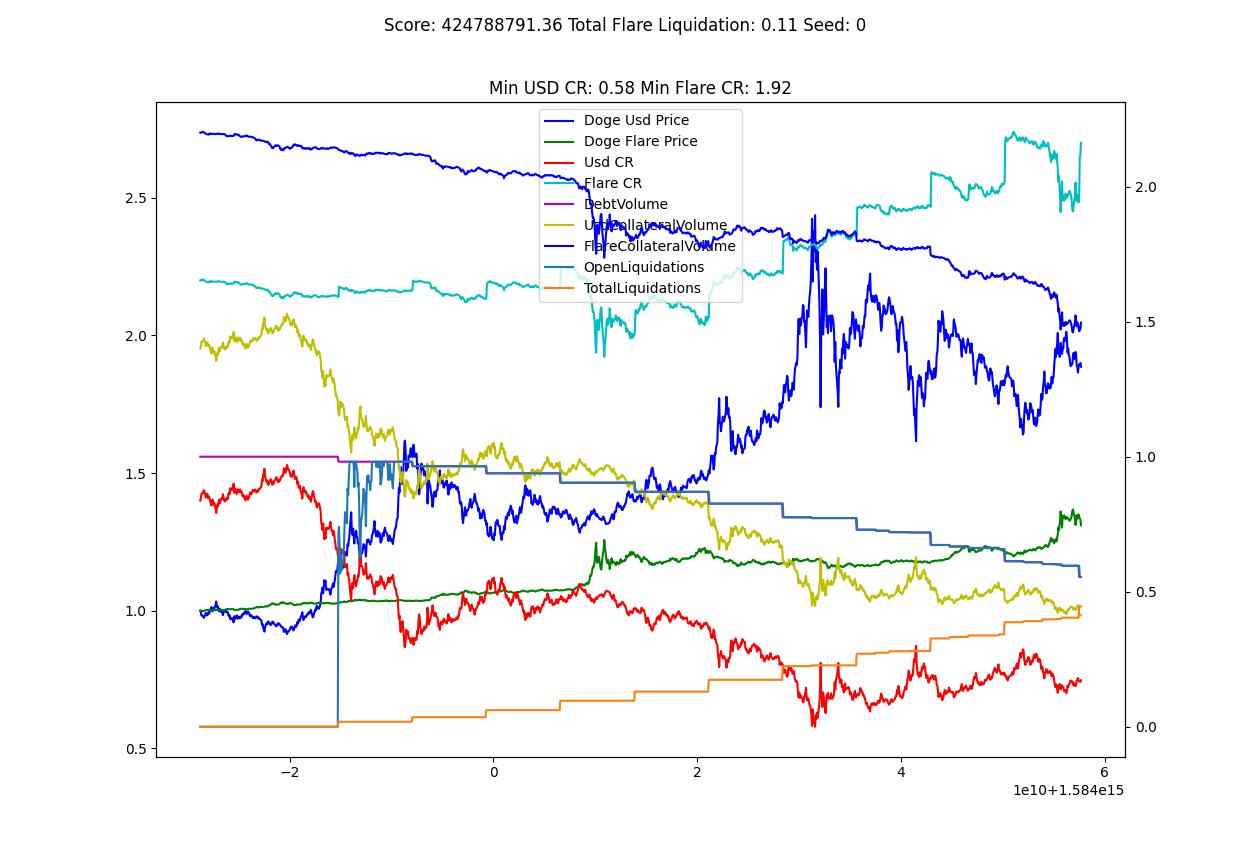 Score: 424788791.36 Total Flare Liquidation: 0.11 Seed: 0
Min USD CR: 0.58 Min Flare CR: 1.92
Doge Usd Price
Doge Flare Price
Usd CR
Flare CR
DebtVolume
UsdCollateralVolume
FlareCollateralVolume
OpenLiquidations
TotalLiquidations
2.5
2.0
1.5
1.0
0.5
2.0
1.5
1.0
0.5
0.0
−2
0
2
4
6
1e10+1.584e15